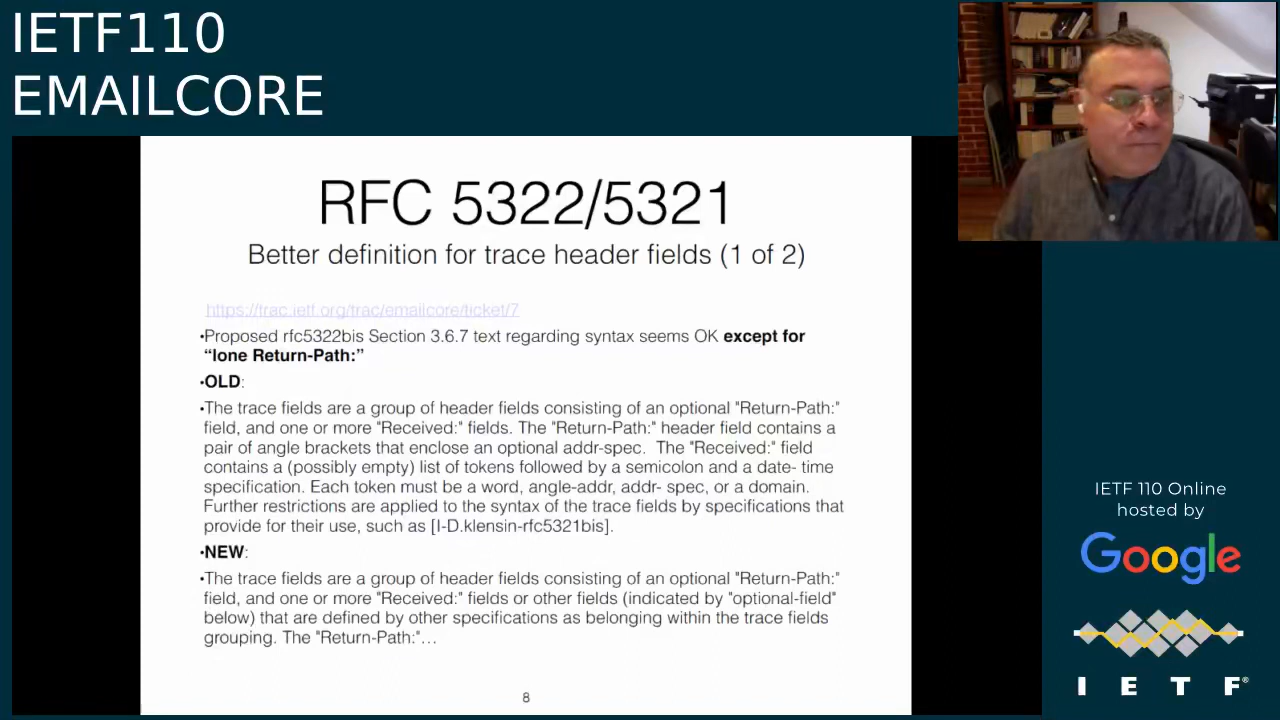 IETF110
EMAILCORE
RFC 5322/5321
Better definition for trace header fields (1 of 2)
https://trac.ietf.org/trac/emailcore/ticket/7
•Proposed rfc5322bis Section 3.6.7 text regarding syntax seems OK except for
“lone Return-Path:”
•OLD:
•The trace fields are a group of header fields consisting of an optional "Return-Path:"
field, and one or more "Received:" fields. The "Return-Path:" header field contains a
pair of angle brackets that enclose an optional addr-spec.  The "Received:" field
contains a (possibly empty) list of tokens followed by a semicolon and a date- time
specification. Each token must be a word, angle-addr, addr- spec, or a domain.
Further restrictions are applied to the syntax of the trace fields by specifications that
provide for their use, such as [I-D.klensin-rfc5321bis].
•NEW:
•The trace fields are a group of header fields consisting of an optional "Return-Path:"
field, and one or more "Received:" fields or other fields (indicated by "optional-field"
below) that are defined by other specifications as belonging within the trace fields
grouping. The "Return-Path:"…
8
IETF 110 Online
hosted by
Google
I E T F®